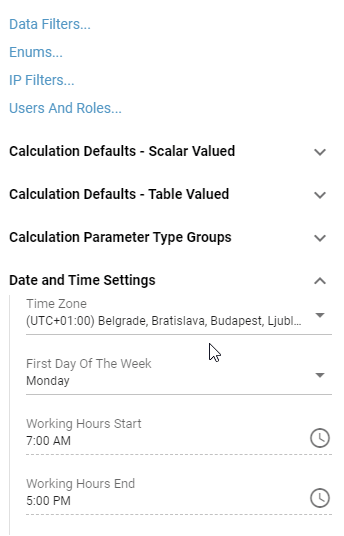 Data Filters...
Enums...
IP Filters...
Users And Roles...
Calculation Defaults - Scalar Valued
Calculation Defaults - Table Valued
Calculation Parameter Type Groups
Date and Time Settings
Time Zone
(UTC+01:00) Belgrade, Bratislava, Budapest, Ljubl...
First Day Of The Week
Monday
Working Hours Start
7:00 AM
Working Hours End
5:00 PM